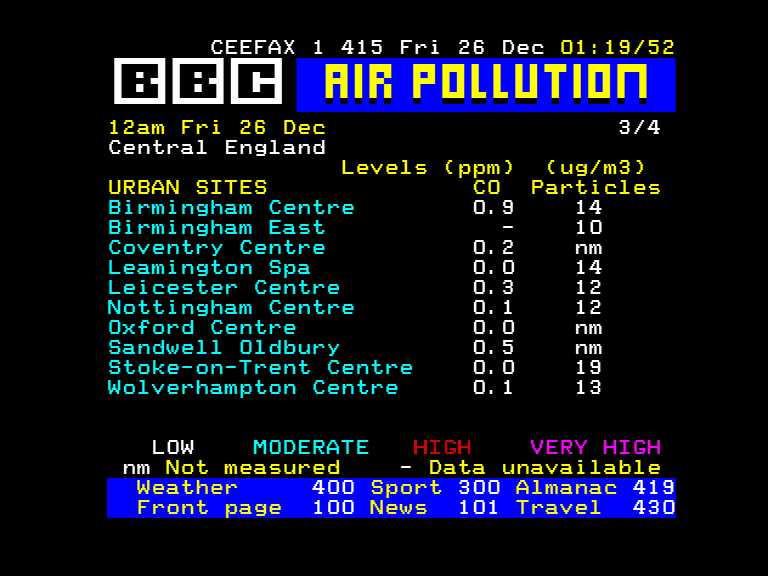 CEEFAX 1 415 Fri 26 Dec 01:19/52
BBC AIR POLLUTION
12am Fri 26 Dec 3/4
Central England
Levels (ppm) (ug/m3)
URBAN SITES CO Particles
Birmingham Centre 0.9 14
Birmingham East - 10
Coventry Centre 0.2 nm
Leamington Spa 0.0 14
Leicester Centre 0.3 12
Nottingham Centre 0.1 12
Oxford Centre 0.0 nm
Sandwell Oldbury 0.5 nm
Stoke-on-Trent Centre 0.0 19
Wolverhampton Centre 0.1 13
LOW MODERATE HIGH VERY HIGH
nm Not measured - Data unavailable
Weather 400 Sport 300 Almanac 419
Front page 100 News 101 Travel 430